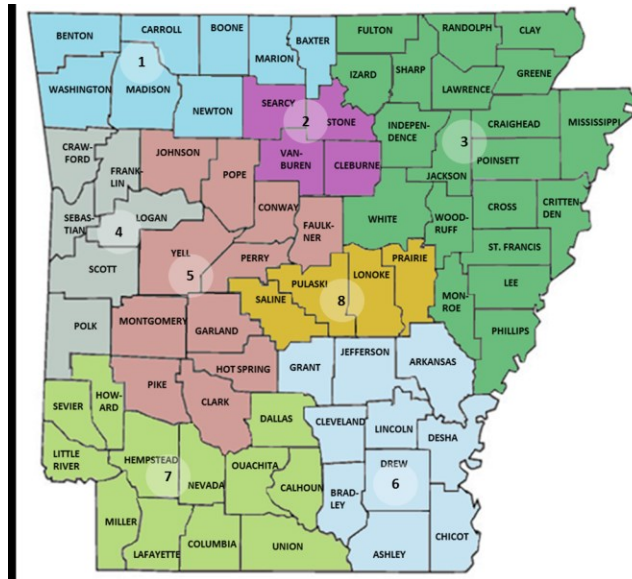 BENTON
CARROLL
BOONE
MARION
BAXTER
FULTON
RANDOLPH
CLAY
1
WASHINGTON
MADISON
NEWTON
SEARCY
2
STONE
IZARD
SHARP
LAWRENCE
GREENE
INDEPEN-
DENCE
3
CRAIGHEAD
MISSISSIPPI
POINSETT
CRAW-
FORD
FRANK-
LIN
JOHNSON
POPE
VAN-
BUREN
CLEBURNE
JACKSON
SEBAS-
TIAN
LOGAN
4
CONWAY
FAULK-
NER
WHITE
WOOD-
RUFF
CROSS
CRITTEN
DEN
SCOTT
YELL
5
PERRY
PULASKI
8
LONOKE
PRAIRIE
SALINE
ST. FRANCIS
LEE
MON-
ROE
PHILLIPS
POLK
MONTGOMERY
GARLAND
HOT SPRING
GRANT
JEFFERSON
ARKANSAS
SEVIER
HOW-
ARD
PIKE
CLARK
DALLAS
CLEVELAND
LINCOLN
DESHA
LITTLE
RIVER
HEMPSTEAD
7
NEVADA
OUACHITA
CALHOUN
BRAD-
LEY
DREW
6
MILLER
LAFAYETTE
COLUMBIA
UNION
ASHLEY
CHICOT